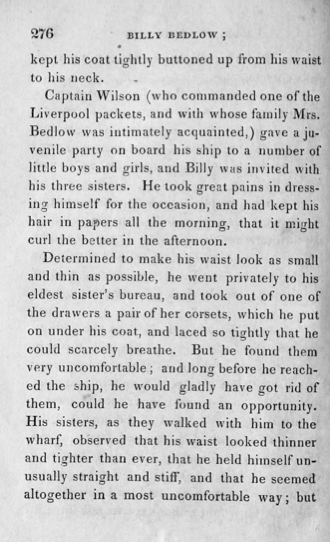 276 BILLY BEDLOW ;
kept his coat tightly buttoned up from his waist
to his neck.
Captain Wilson (who commanded one of the
Liverpool packets, and with whose family Mrs.
Bedlow was intimately acquainted,) gave a ju-
venile party on board his ship to a number of
little boys and girls, and Billy was invited with
his three sisters. He took great pains in dress-
ing himself for the occasion, and had kept his
hair in papers all the morning, that it might
curl the better in the afternoon.
Determined to make his waist look as small
and thin as possible, he went privately to his
eldest sister's bureau, and took out of one of
the drawers a pair of her corsets, which he put
on under his coat, and laced so tightly that he
could scarcely breathe. But he found them
very uncomfortable ; and long before he reach-
ed the ship, he would gladly have got rid of
them, could he have found an opportunity.
His sisters, as they walked with him to the
wharf, observed that his waist looked thinner
and tighter than ever, that he held himself un-
usually straight and stiff, and that he seemed
altogether in a most uncomfortable way ; but